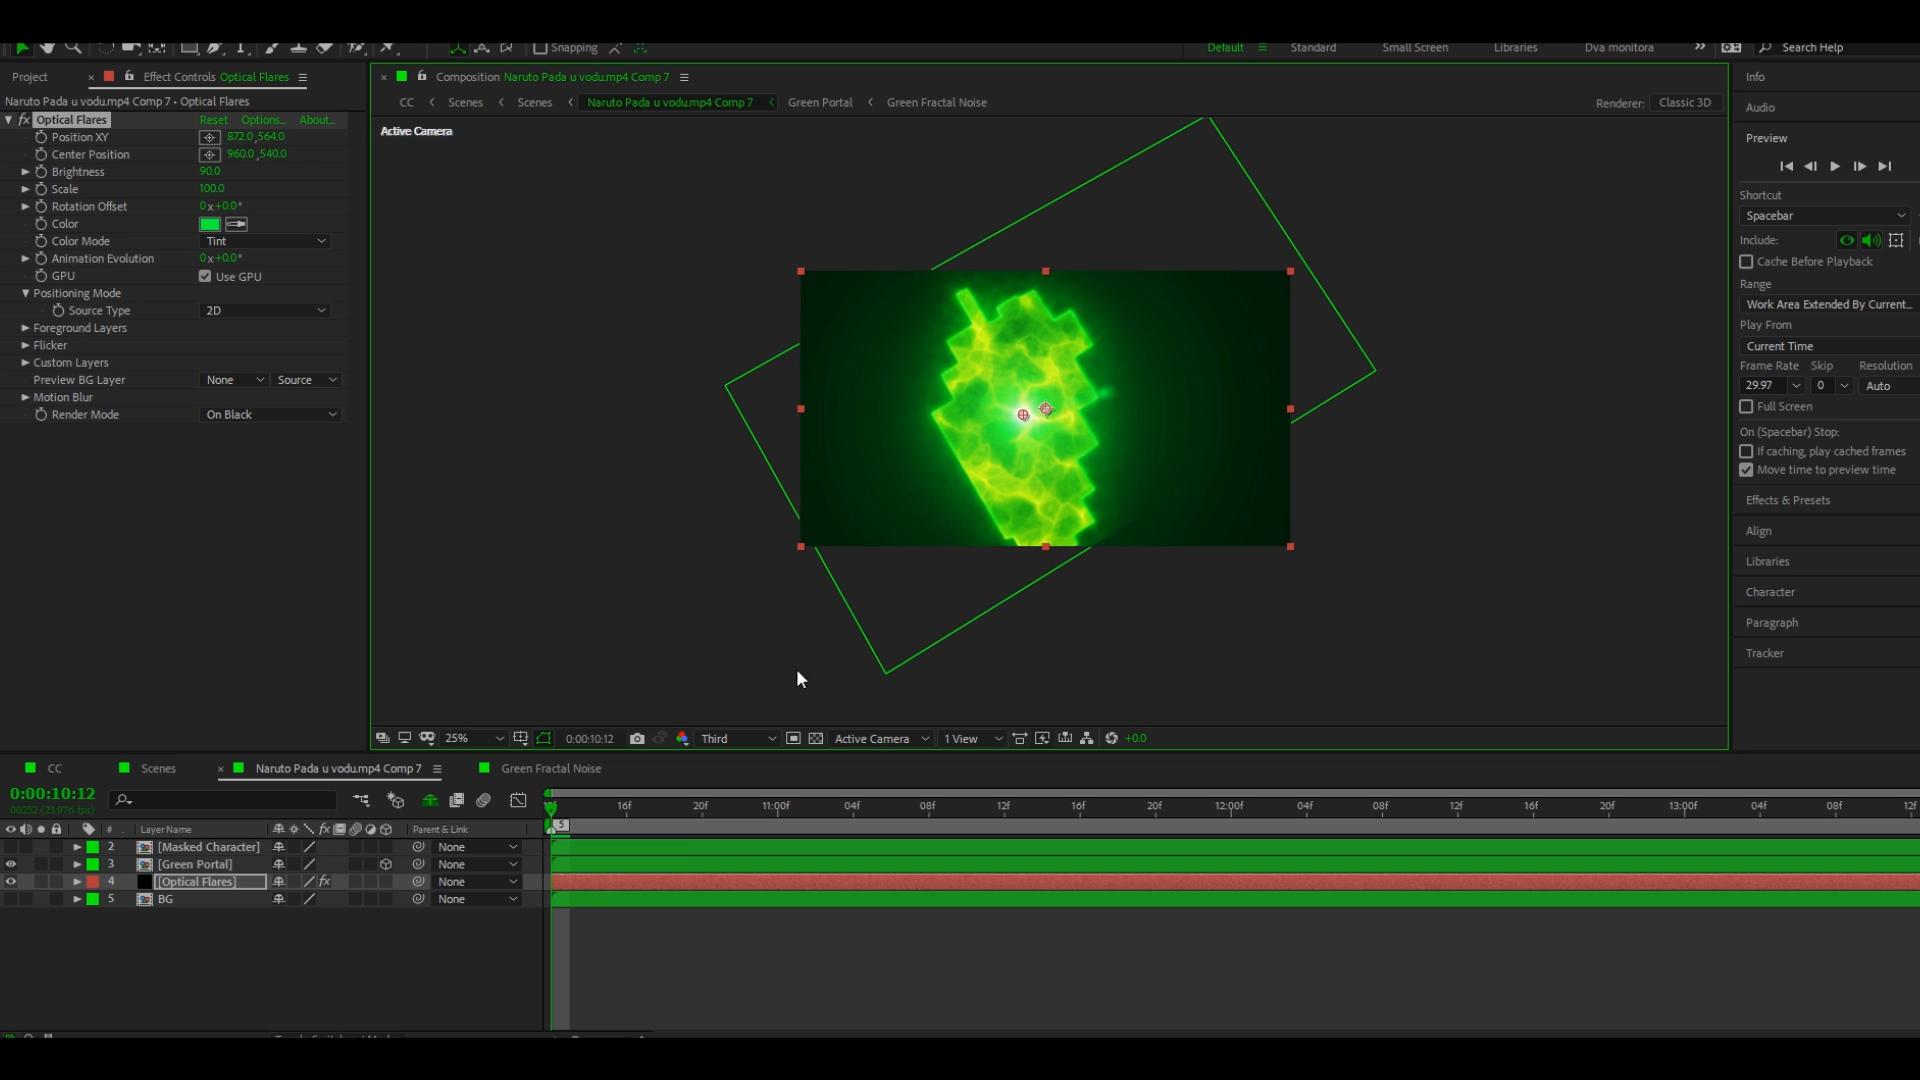 Snapping
Default
Standard
Small Screen
Libraries
Dva monitora
Search Help
Project
Effect Controls Optical Flares
Composition Naruto Pada u vodu.mp4 Comp 7
Info
Naruto Pada u vodu.mp4 Comp 7 • Optical Flares
CC
Scenes
Scenes
Naruto Pada u vodu.mp4 Comp 7
Green Portal
Green Fractal Noise
Renderer: Classic 3D
Audio
fx Optical Flares Reset Options... About...
Active Camera
Position XY 872.0,564.0
Preview
Center Position 960.0,540.0
Brightness 90.0
Scale 100.0
Shortcut
Rotation Offset 0x+0.0°
Spacebar
Color
Color Mode Tint
Include:
Animation Evolution 0x+0.0°
Cache Before Playback
GPU Use GPU
Range
Positioning Mode
Work Area Extended By Current...
Source Type 2D
Play From
Foreground Layers
Current Time
Flicker
Frame Rate Skip Resolution
Custom Layers
29.97 0 Auto
Preview BG Layer None Source
Full Screen
Motion Blur
On (Spacebar) Stop:
Render Mode On Black
If caching, play cached frames
Move time to preview time
Effects & Presets
Align
Libraries
Character
Paragraph
Tracker
25% 0:00:10:12 Third Active Camera 1 View +0.0
CC
Scenes
Naruto Pada u vodu.mp4 Comp 7
Green Fractal Noise
0:00:10:12
00252 (23.976 fps)
16f 20f 11:00f 04f 08f 12f 16f 20f 12:00f 04f 08f 12f 16f 20f 13:00f 04f 08f 12f
# Layer Name fx Parent & Link
5
2 [Masked Character] None
3 [Green Portal] None
4 [Optical Flares] fx None
5 BG None